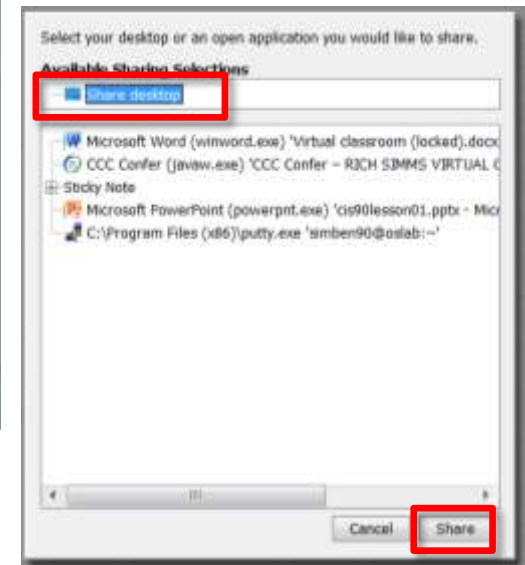 Select your desktop or an open application you would like to share.
Available Sharing Selections
Share desktop
Microsoft Word (winword.exe) 'Virtual classroom (locked).docx
CCC Confer (javaw.exe) 'CCC Confer – RICH SIMMS VIRTUAL C
Sticky Note
Microsoft PowerPoint (powerpnt.exe) 'cis90lesson01.pptx - Micr
C:\Program Files (x86)\putty.exe 'simben90@oslab:~'
Cancel Share